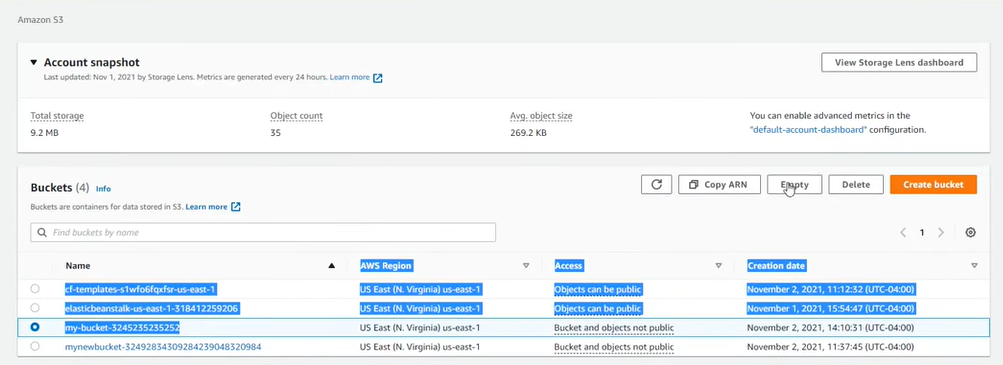 Amazon S3
Account snapshot
Last updated: Nov 1, 2021 by Storage Lens. Metrics are generated every 24 hours. Learn more
View Storage Lens dashboard
Total storage
9.2 MB
Object count
35
Avg. object size
269.2 KB
You can enable advanced metrics in the
"default-account-dashboard" configuration.
Buckets (4) Info
Buckets are containers for data stored in S3. Learn more
Copy ARN Empty Delete Create bucket
Find buckets by name
1
Name AWS Region Access Creation date
cf-templates-s1wfo6fqxfsr-us-east-1 US East (N. Virginia) us-east-1 Objects can be public November 2, 2021, 11:12:32 (UTC-04:00)
elasticbeanstalk-us-east-1-318412259206 US East (N. Virginia) us-east-1 Objects can be public November 1, 2021, 15:54:47 (UTC-04:00)
my-bucket-3245235235252 US East (N. Virginia) us-east-1 Bucket and objects not public November 2, 2021, 14:10:31 (UTC-04:00)
mynewbucket-32492834309284239048320984 US East (N. Virginia) us-east-1 Bucket and objects not public November 2, 2021, 11:37:45 (UTC-04:00)